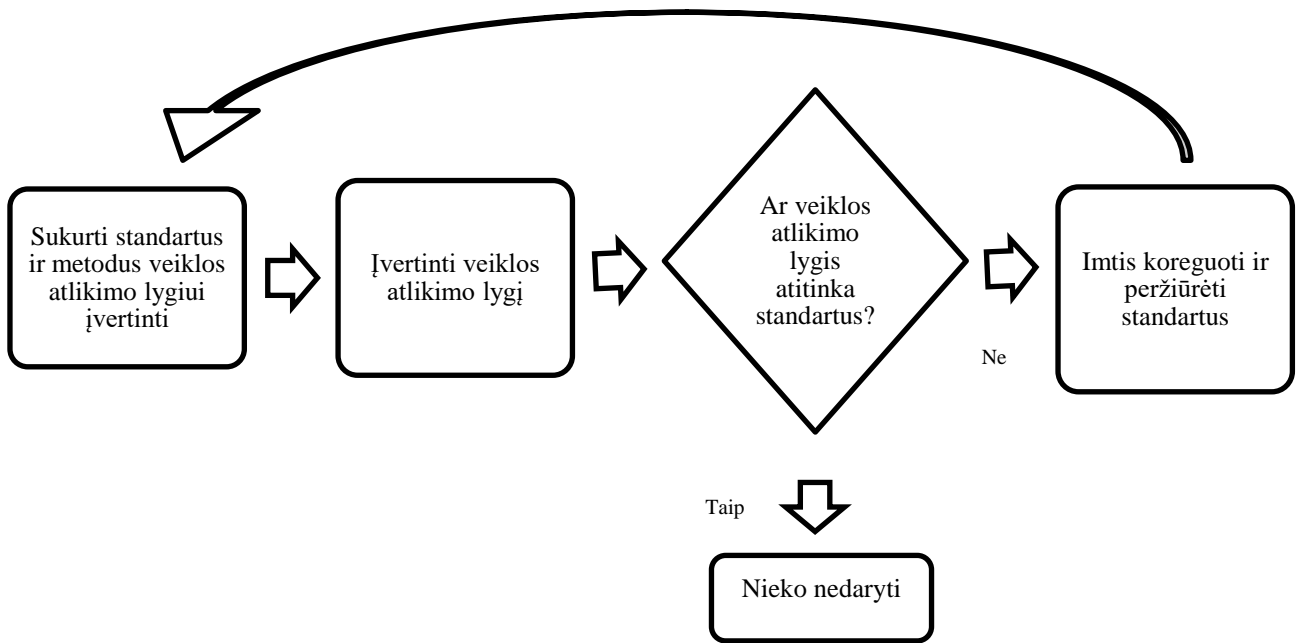 Sukurti standartus
ir metodus veiklos
atlikimo lygiui
įvertinti
Įvertinti veiklos
atlikimo lygį
Ar veiklos
atlikimo
lygis
atitinka
standartus?
Ne
Imtis koreguoti ir
peržiūrėti
standartus
Taip
Nieko nedaryti